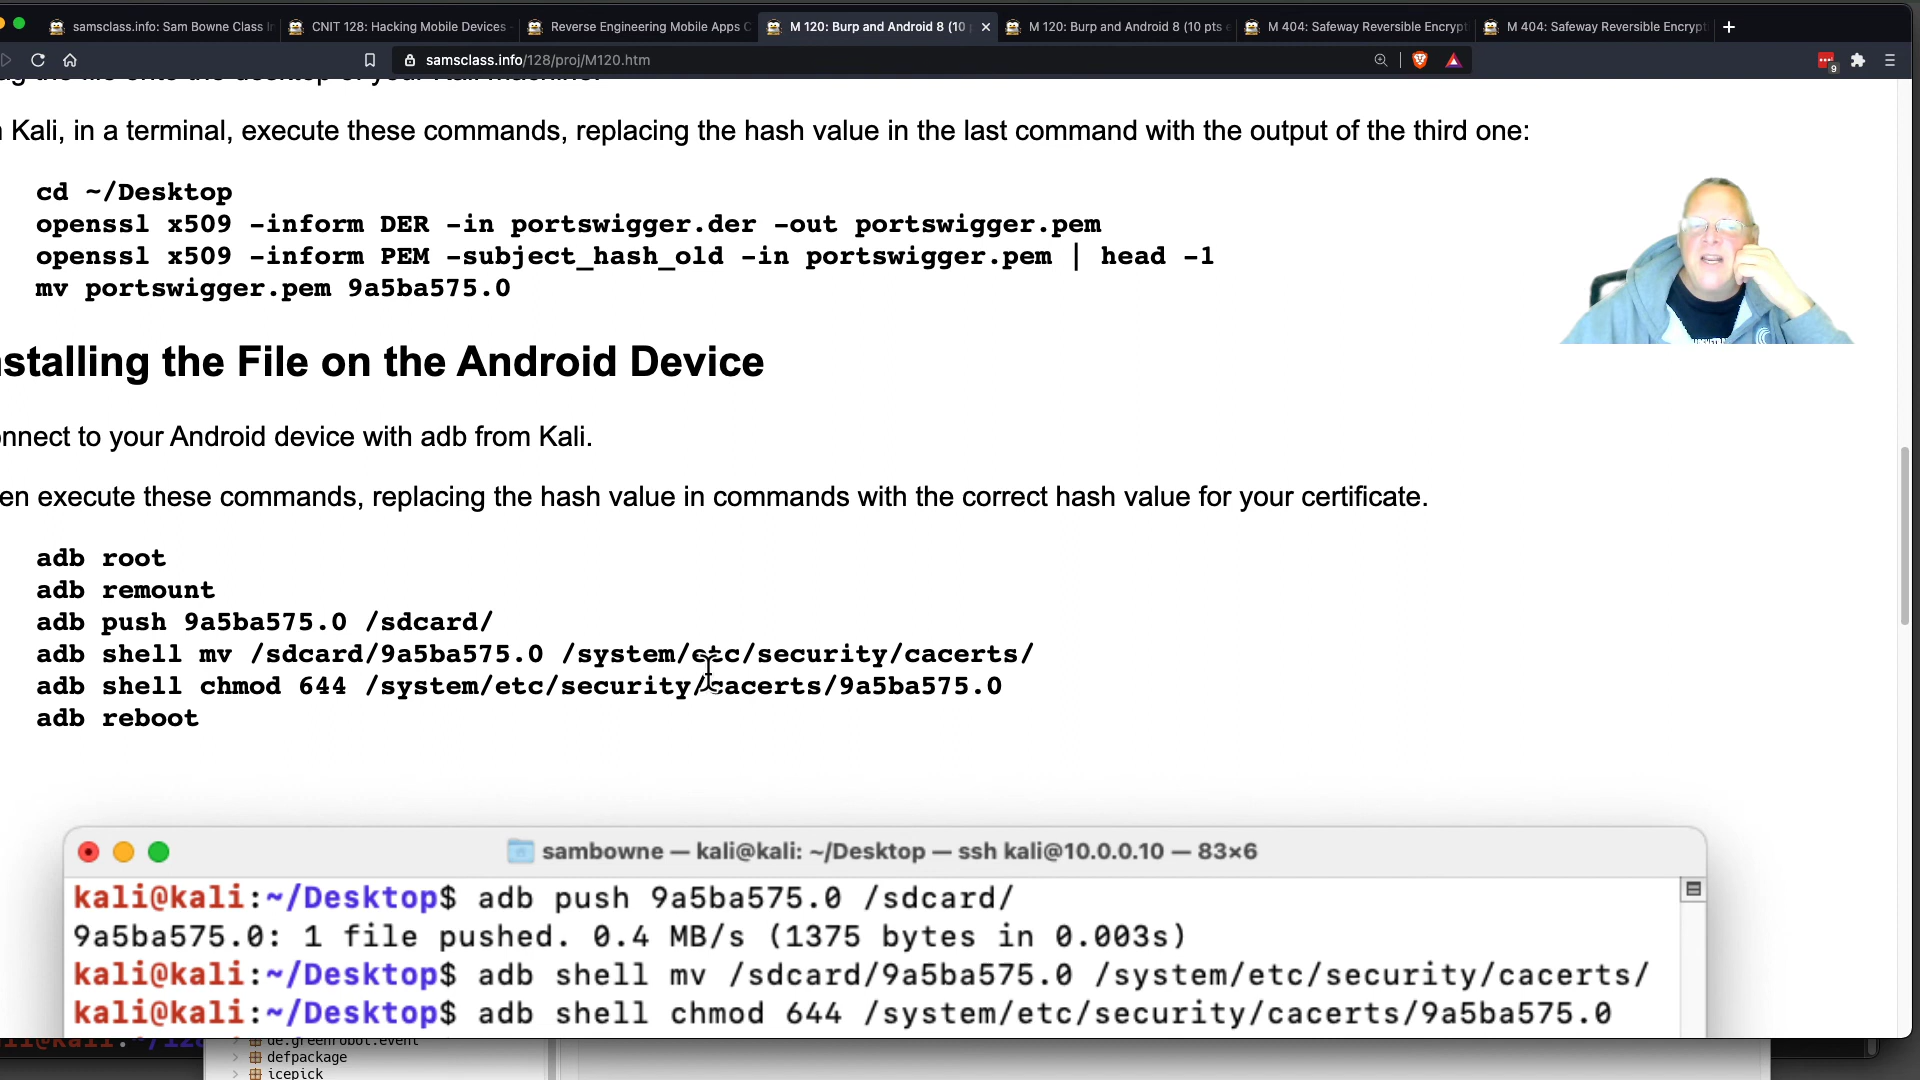 samsclass.info: Sam Bowne Class In
CNIT 128: Hacking Mobile Devices
Reverse Engineering Mobile Apps C
M 120: Burp and Android 8 (10
M 120: Burp and Android 8 (10 pts e
M 404: Safeway Reversible Encrypt
M 404: Safeway Reversible Encrypt
samsclass.info/128/proj/M120.htm
9
Kali, in a terminal, execute these commands, replacing the hash value in the last command with the output of the third one:
cd ~/Desktop
openssl x509 -inform DER -in portswigger.der -out portswigger.pem
openssl x509 -inform PEM -subject_hash_old -in portswigger.pem | head -1
mv portswigger.pem 9a5ba575.0
nstalling the File on the Android Device
onnect to your Android device with adb from Kali.
en execute these commands, replacing the hash value in commands with the correct hash value for your certificate.
adb root
adb remount
adb push 9a5ba575.0 /sdcard/
adb shell mv /sdcard/9a5ba575.0 /system/etc/security/cacerts/
adb shell chmod 644 /system/etc/security/cacerts/9a5ba575.0
adb reboot
sambowne — kali@kali: ~/Desktop — ssh kali@10.0.0.10 — 83×6
kali@kali:~/Desktop$ adb push 9a5ba575.0 /sdcard/
9a5ba575.0: 1 file pushed. 0.4 MB/s (1375 bytes in 0.003s)
kali@kali:~/Desktop$ adb shell mv /sdcard/9a5ba575.0 /system/etc/security/cacerts/
kali@kali:~/Desktop$ adb shell chmod 644 /system/etc/security/cacerts/9a5ba575.0
de.greenrobot.event
defpackage
icepick